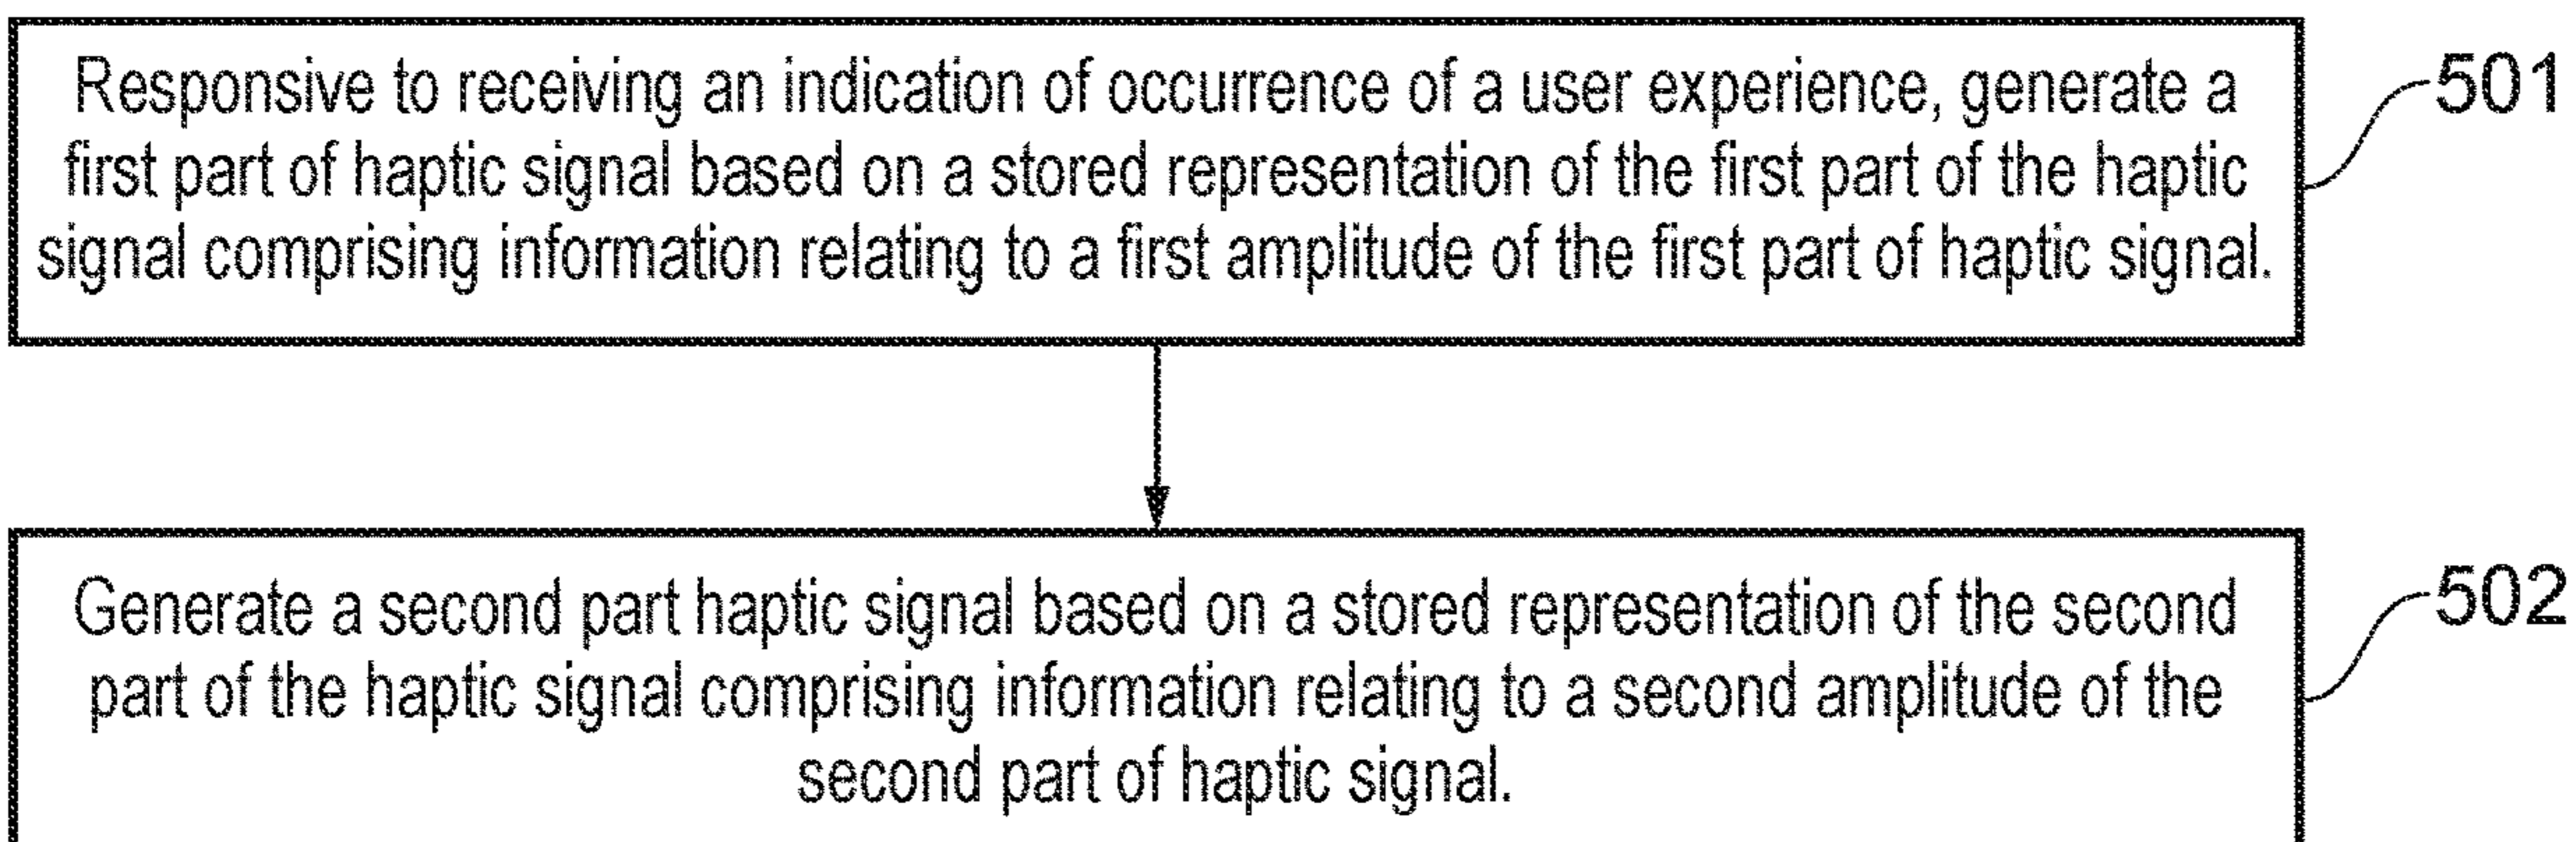 Responsive to receiving an indication of occurrence of a user experience, generate a
first part of haptic signal based on a stored representation of the first part of the haptic
signal comprising information relating to a first amplitude of the first part of haptic signal.
501
Generate a second part haptic signal based on a stored representation of the second
part of the haptic signal comprising information relating to a second amplitude of the
second part of haptic signal.
502